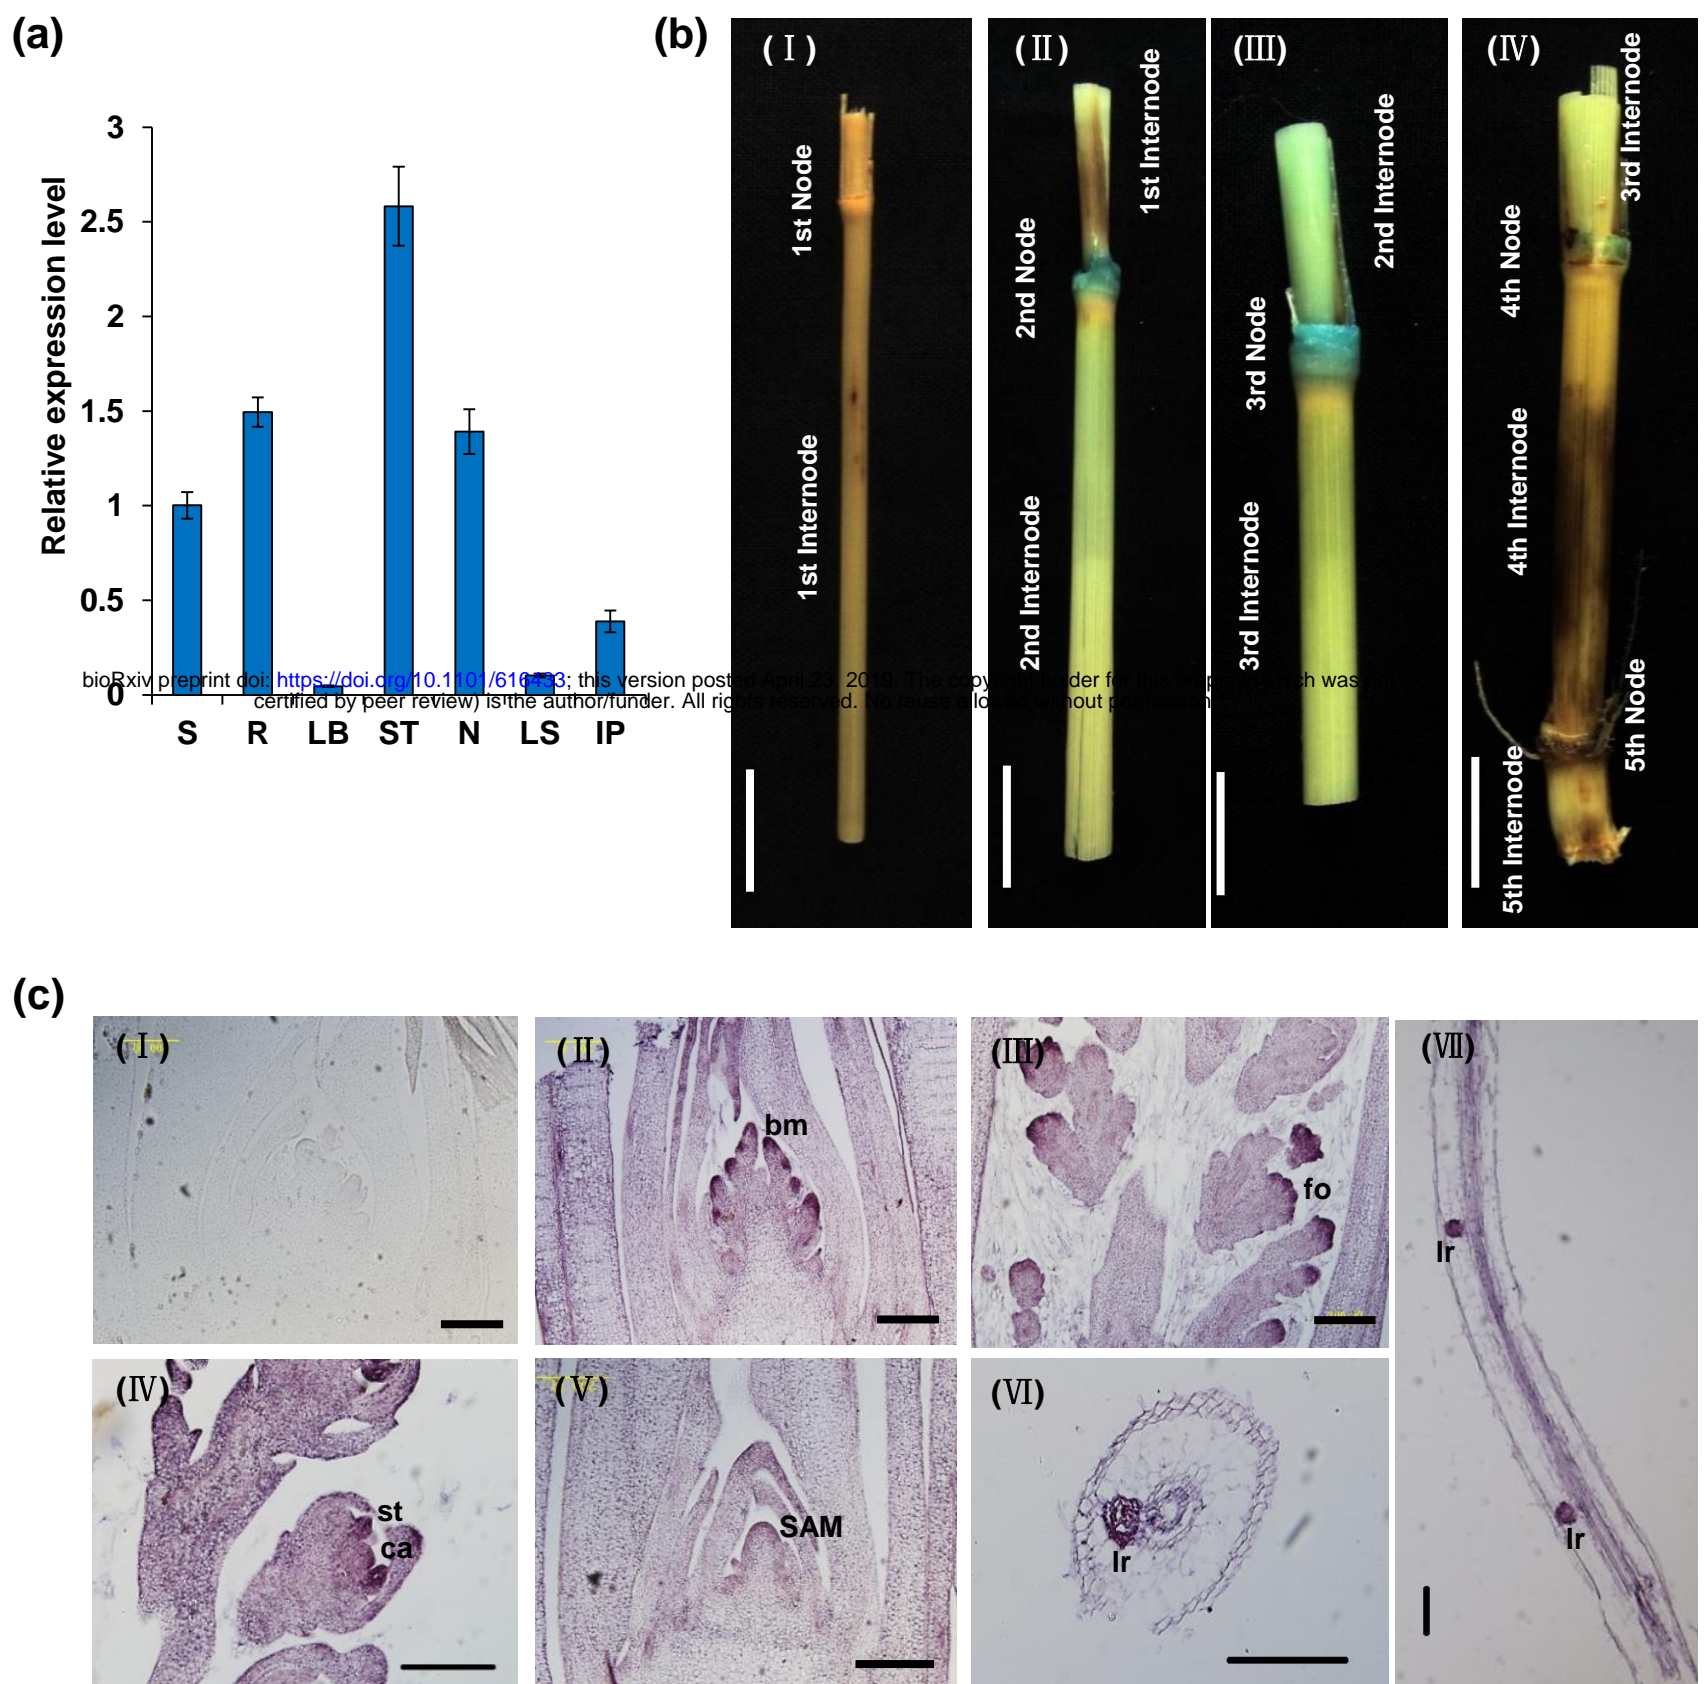 (a)
Relative expression level
3
2.5
2
1.5
1
0.5
0
S R LB ST N LS IP
bioRxiv preprint doi: https://doi.org/10.1101/616433; this version posted April 23, 2019. The copyright holder for this preprint (which was not
certified by peer review) is the author/funder. All rights reserved. No reuse allowed without permission.
(b)
(Ⅰ)
1st Node
1st Internode
(Ⅱ)
1st Internode
2nd Node
2nd Internode
(Ⅲ)
2nd Internode
3rd Node
3rd Internode
(Ⅳ)
3rd Internode
4th Node
4th Internode
5th Node
5th Internode
(c)
(Ⅰ)
(Ⅱ)
bm
(Ⅲ)
fo
(Ⅳ)
st
ca
(Ⅴ)
SAM
(Ⅵ)
lr
(Ⅶ)
lr
lr